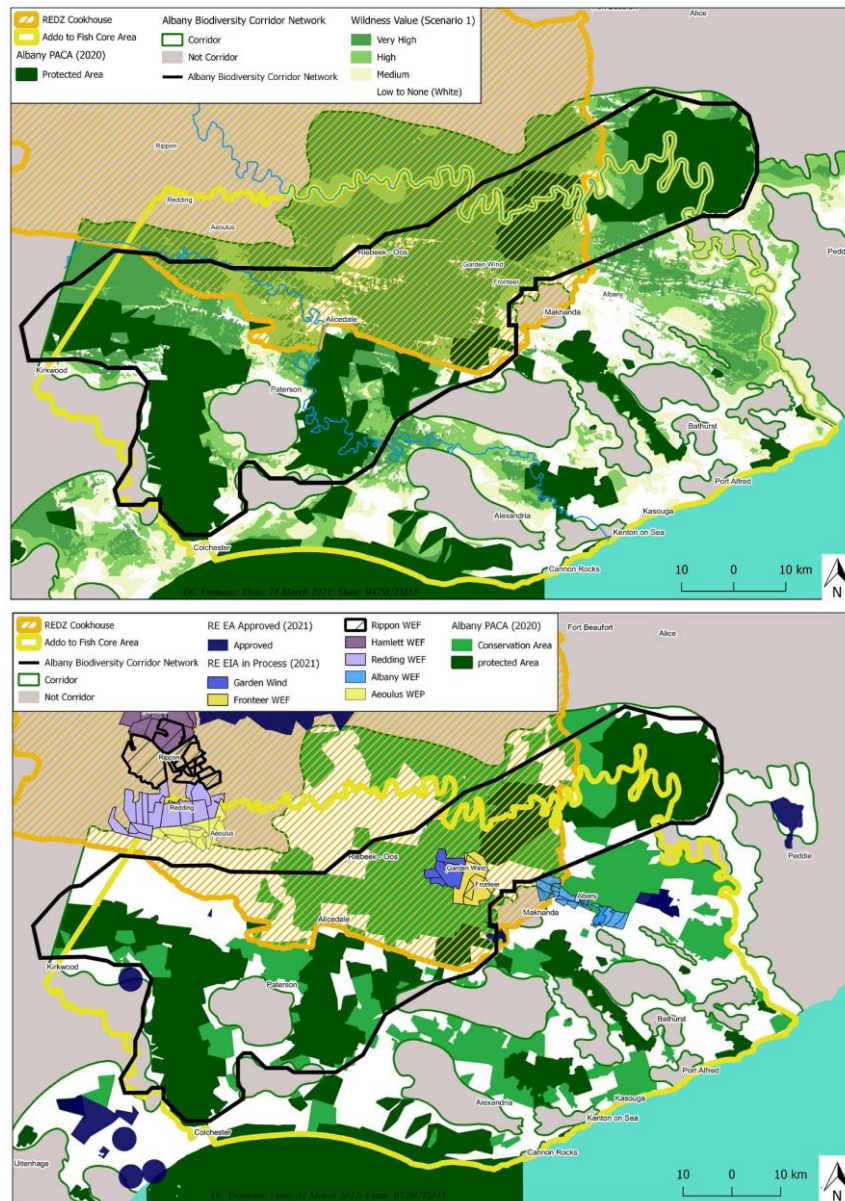 REDZ Cookhouse
Addo to Fish Core Area
Albany PACA (2020)
Protected Area
Albany Biodiversity Corridor Network
Corridor
Not Corridor
Albany Biodiversity Corridor Network
Wildness Value (Scenario 1)
Very High
High
Medium
Low to None (White)
Alice
Rippon
Redding
Aeoulus
Riebeek - Oos
Garden Wind
Fronteer
Albany
Makhanda
Alicedale
Kirkwood
Paterson
Bathurst
Port Alfred
Alexandria
Kasouga
Kenton on Sea
Colchester
Cannon Rocks
10 0 10 km
N
REDZ Cookhouse
Addo to Fish Core Area
Albany Biodiversity Corridor Network
Corridor
Not Corridor
RE EA Approved (2021)
Approved
RE EIA in Process (2021)
Garden Wind
Fronteer WEF
Rippon WEF
Hamlett WEF
Redding WEF
Albany WEF
Aeoulus WEP
Albany PACA (2020)
Conservation Area
protected Area
Fort Beaufort
Alice
Rippon
Redding
Aeoulus
Peddie
Riebeek - Oos
Garden Wind
Fronteer
Albany
Makhanda
Alicedale
Kirkwood
Paterson
Bathurst
Port Alfred
Alexandria
Kasouga
Kenton on Sea
Colchester
Uitenhage
Cannon Rocks
10 0 10 km
N